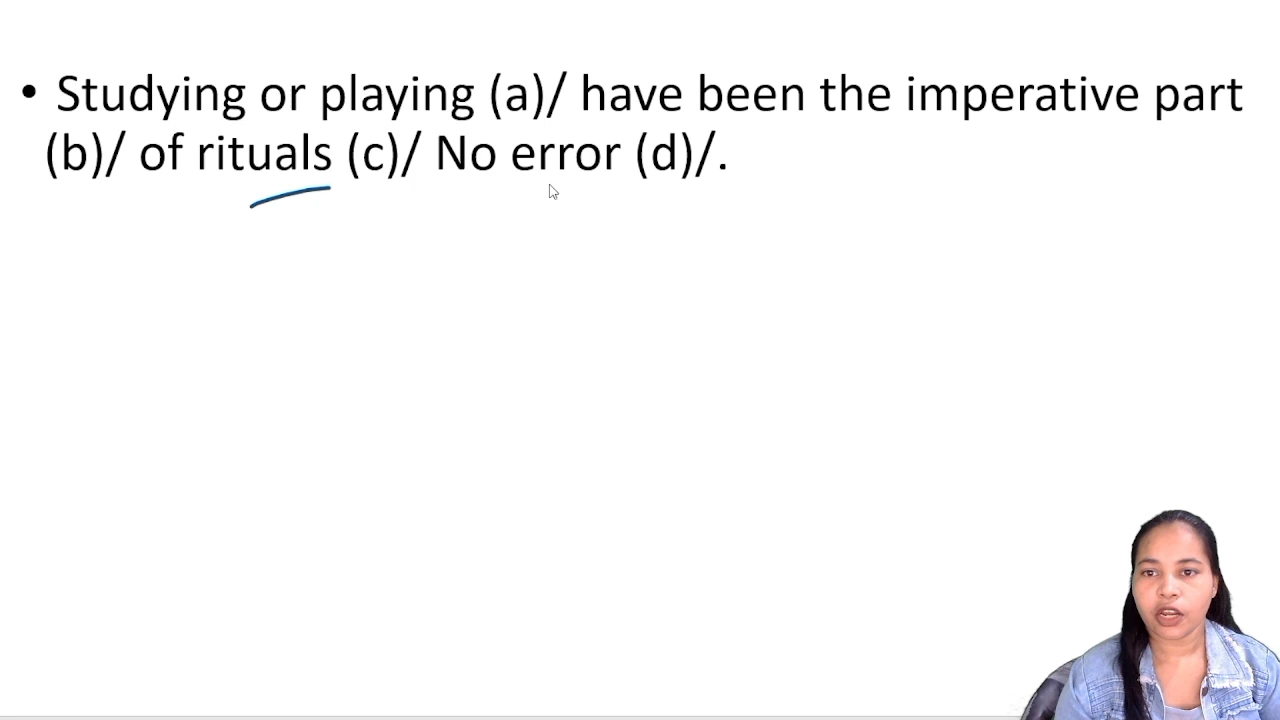 • Studying or playing (a)/ have been the imperative part
(b)/ of rituals (c)/ No error (d)/.